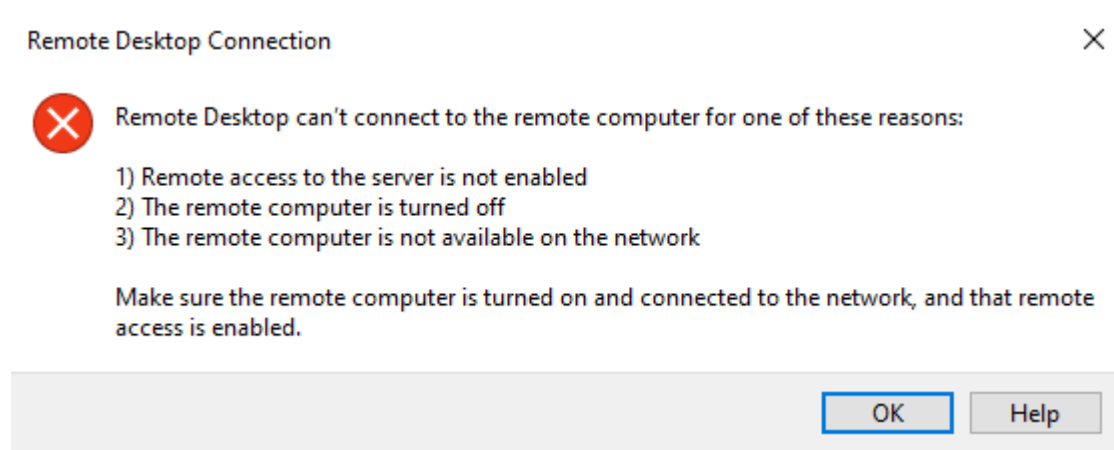 Remote Desktop Connection
Remote Desktop can't connect to the remote computer for one of these reasons:
1) Remote access to the server is not enabled
2) The remote computer is turned off
3) The remote computer is not available on the network
Make sure the remote computer is turned on and connected to the network, and that remote
access is enabled.
OK
Help